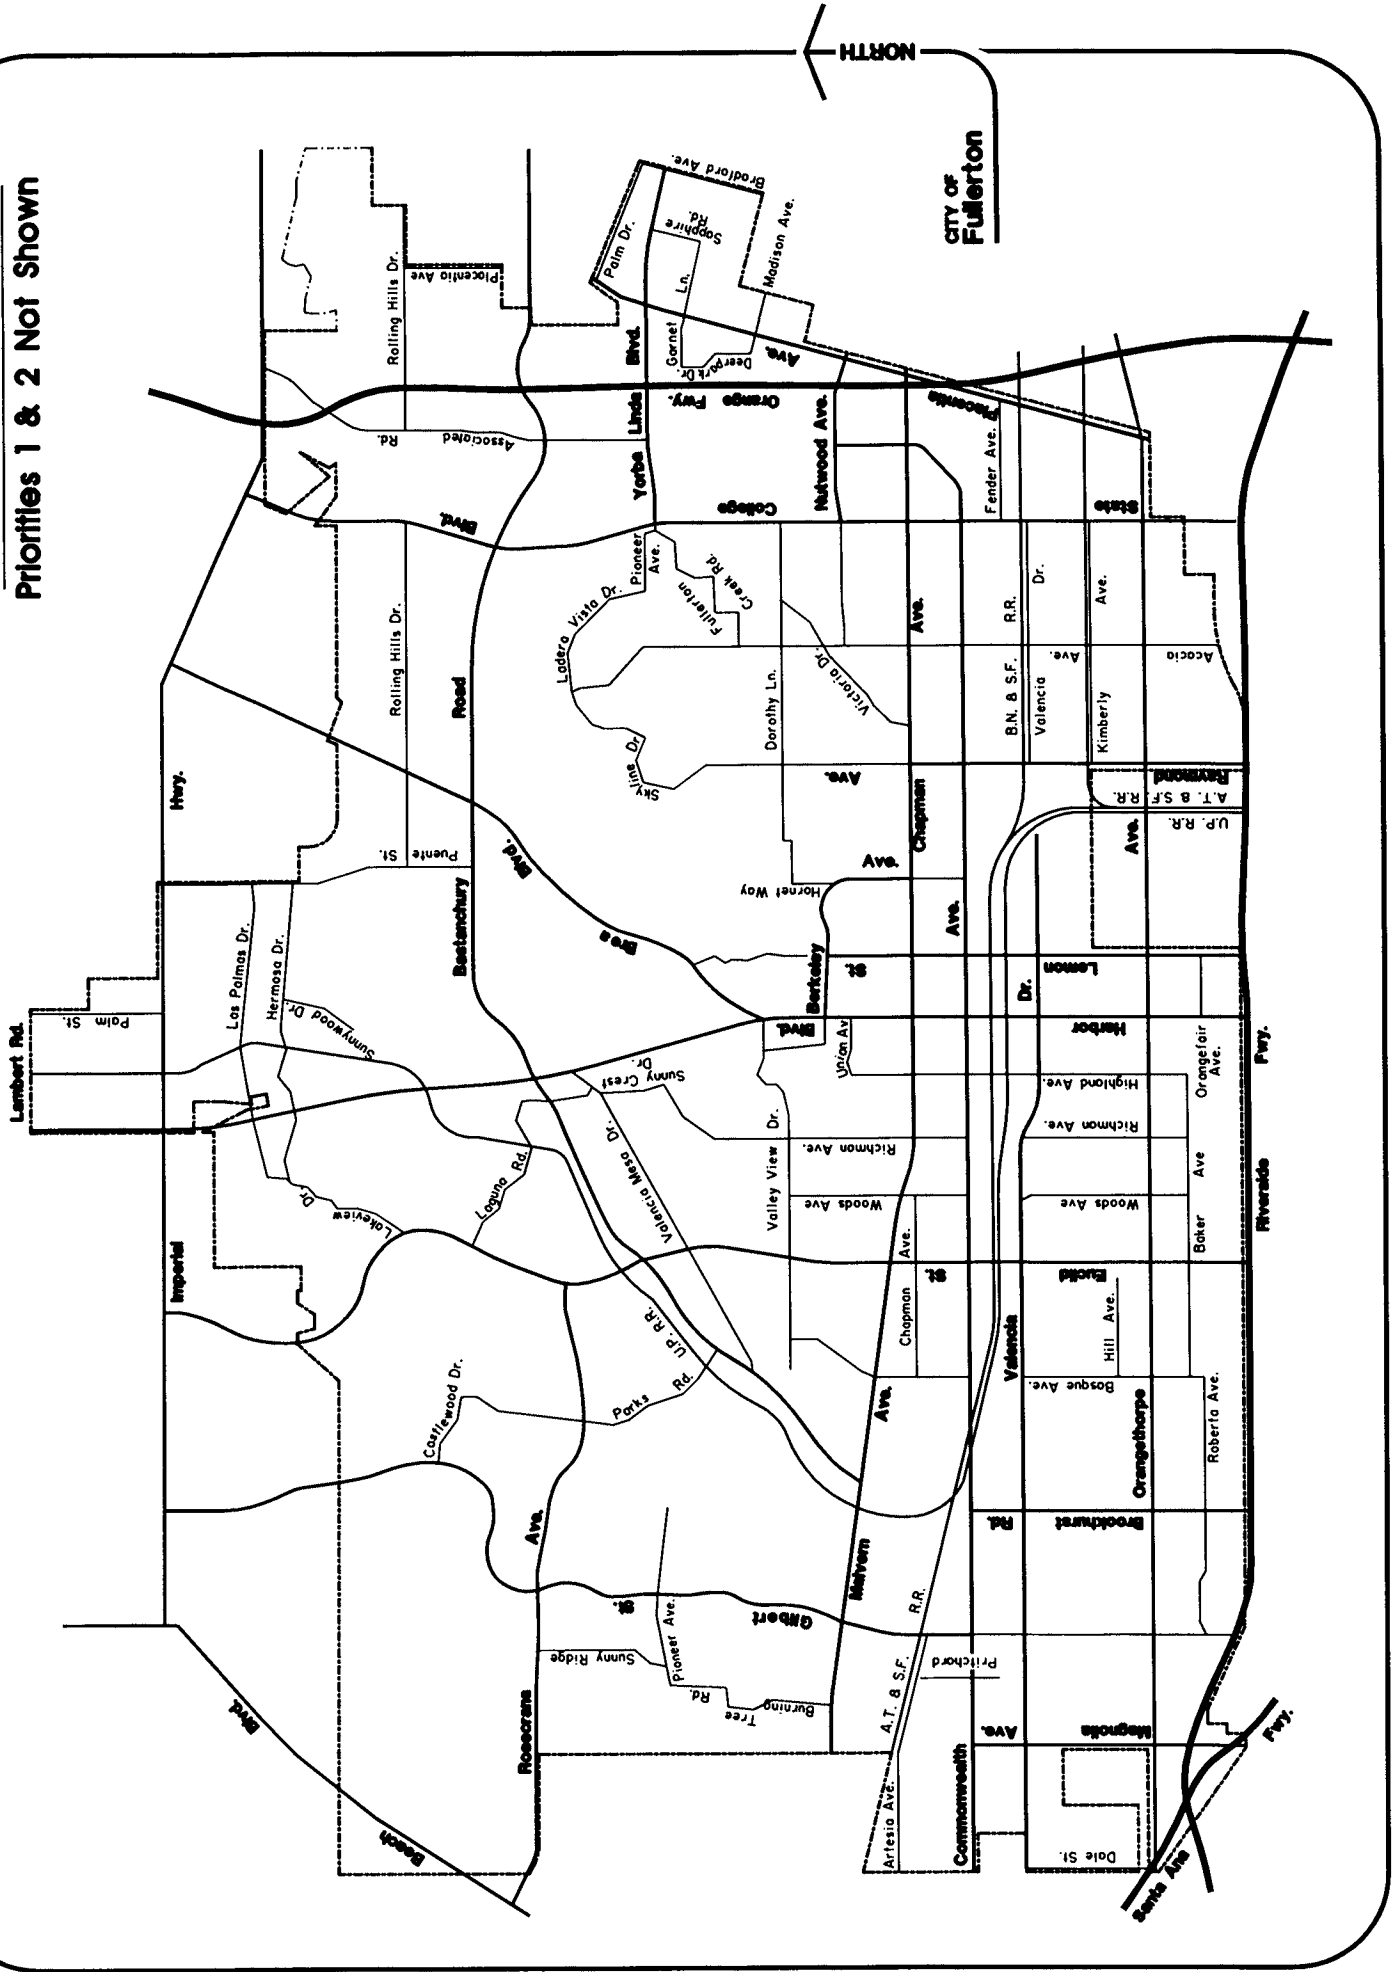 Priorities 1 & 2 Not Shown
NORTH
CITY OF
Fullerton
Lambert Rd.
Palm St.
Imperial
Hwy.
Las Palmas Dr.
Hermosa Dr.
Sunnywood Dr.
Lakeview
Dr.
Puente
St.
Rolling Hills Dr.
Rolling Hills Dr.
Placentia Ave
Associated
Rd.
Bastanchury
Road
Brea
Blvd.
Laguna Rd.
Castlewood Dr.
Rosecrans
Ave.
Beach
Blvd.
Parks
Rd.
U.P. R.R.
Valencia Mesa Dr.
Sunny Crest
Dr.
Skyline Dr
Ladera Vista Dr.
Pioneer
Ave.
Fullerton
Creek Rd.
Yorba
Linda
Blvd.
Palm Dr.
Bradford Ave.
Sapphire
Rd.
Garnet
Ln.
Deerpark Dr.
Madison Ave.
Orange
Fwy.
Placentia
Ave.
State
College
Blvd.
Nutwood Ave.
Dorothy Ln.
Victoria Dr.
Hornet Way
Berkeley
Ave.
Valley View Dr.
Union Av
Harbor
Blvd.
Lemon
St.
Raymond
Ave.
Acacia
Ave.
Fender Ave.
Chapman
Ave.
Chapman
Ave.
Malvern
Ave.
Richman Ave.
Woods Ave
Sunny Ridge
Pioneer Ave.
Burning
Tree
Rd.
Gilbert
St.
Pritchard
Artesia Ave.
A.T. & S.F.
R.R.
Commonwealth
Ave.
B.N. & S.F.
R.R.
Valencia
Dr.
Valencia
Dr.
Kimberly
Ave.
A.T. & S.F. R.R.
U.P. R.R.
Highland Ave.
Richman Ave.
Woods Ave
Euclid
St.
Hill Ave.
Bosque Ave.
Brookhurst
Rd.
Magnolia
Ave.
Dale St.
Orangethorpe
Ave.
Orangefair
Ave.
Baker Ave
Roberta Ave.
Riverside
Fwy.
Santa Ana
Fwy.